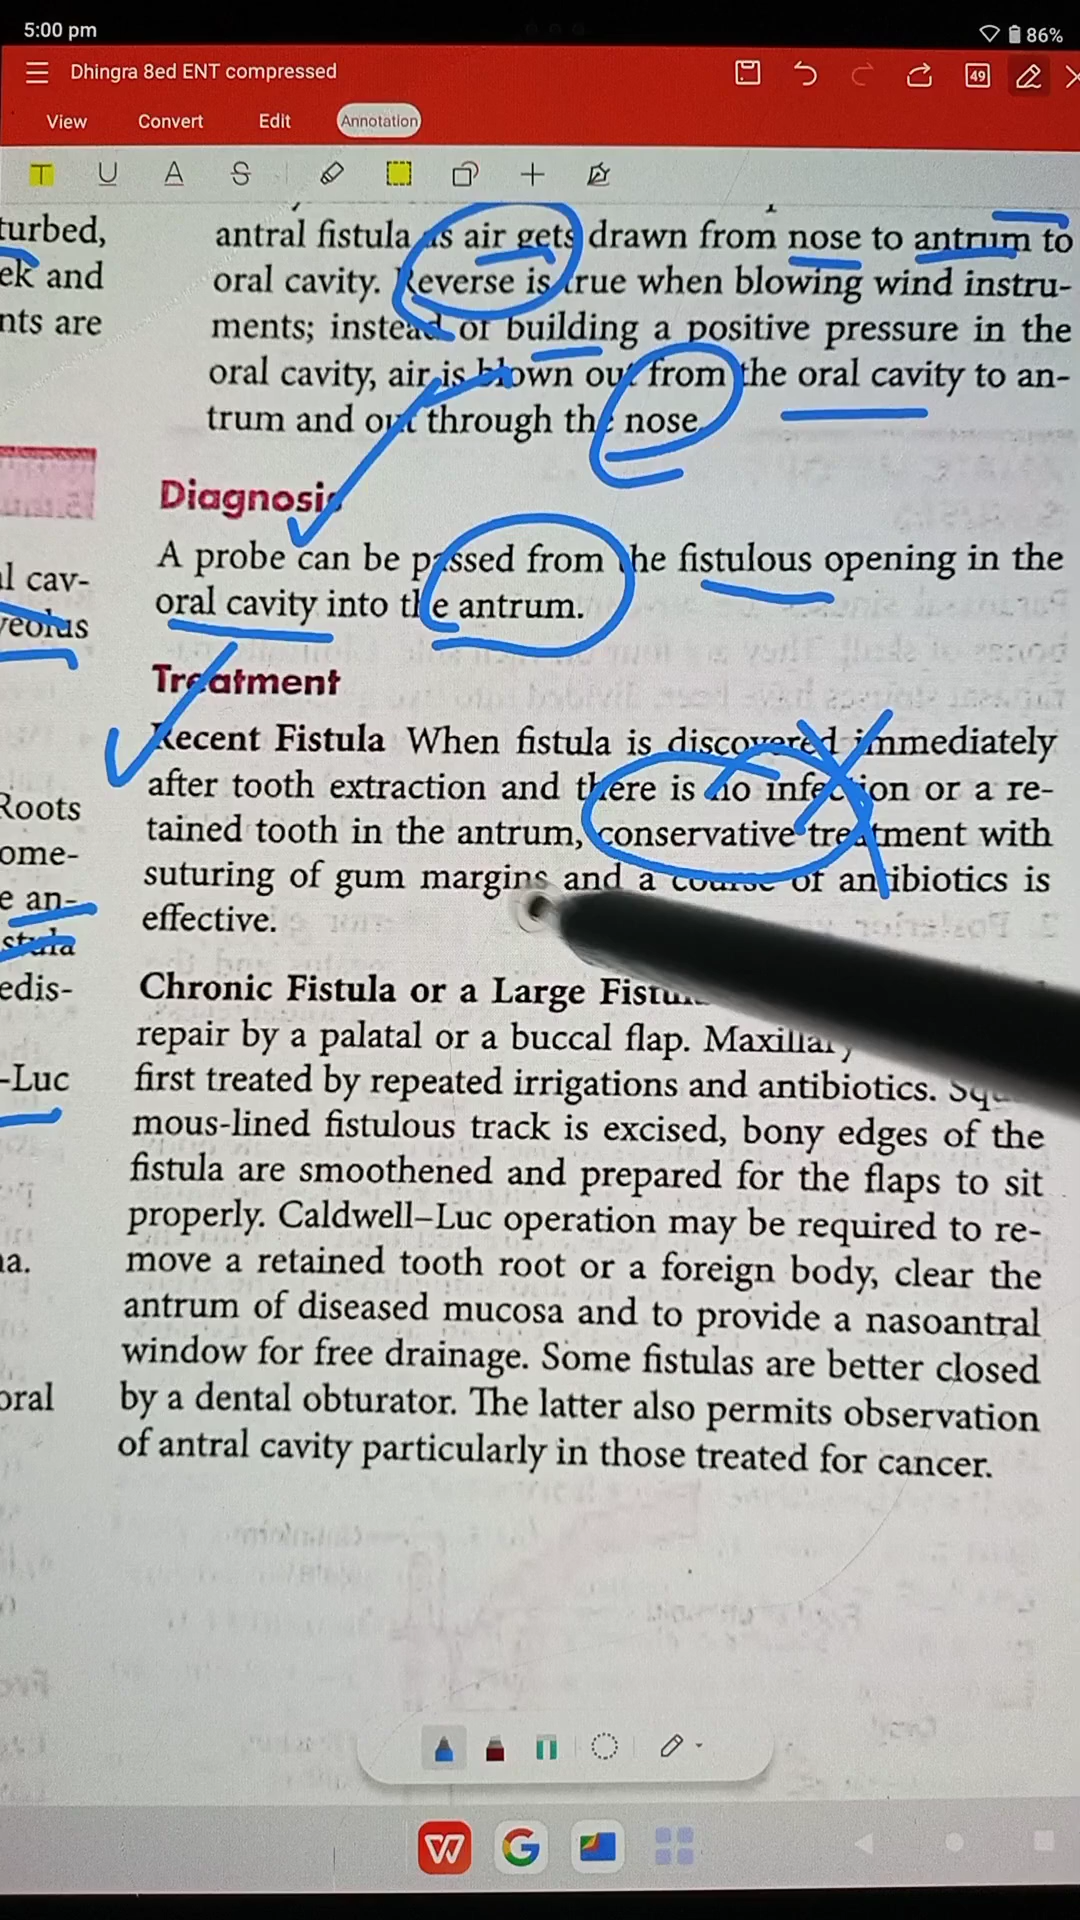 5:00 pm
86%
Dhingra 8ed ENT compressed
49
View Convert Edit Annotation
T U A S
turbed,
ek and
nts are
l cav-
veolus
Roots
ome-
e an-
stula
edis-
-Luc
na.
oral
antral fistula as air gets drawn from nose to antrum to
oral cavity. Reverse is true when blowing wind instru-
ments; instead of building a positive pressure in the
oral cavity, air is blown out from the oral cavity to an-
trum and out through the nose.
Diagnosis
A probe can be passed from the fistulous opening in the
oral cavity into the antrum.
Treatment
Recent Fistula When fistula is discovered immediately
after tooth extraction and there is no infection or a re-
tained tooth in the antrum, conservative treatment with
suturing of gum margins and a course of antibiotics is
effective.
Chronic Fistula or a Large Fistula
repair by a palatal or a buccal flap. Maxillary
first treated by repeated irrigations and antibiotics. Squa-
mous-lined fistulous track is excised, bony edges of the
fistula are smoothened and prepared for the flaps to sit
properly. Caldwell–Luc operation may be required to re-
move a retained tooth root or a foreign body, clear the
antrum of diseased mucosa and to provide a nasoantral
window for free drainage. Some fistulas are better closed
by a dental obturator. The latter also permits observation
of antral cavity particularly in those treated for cancer.